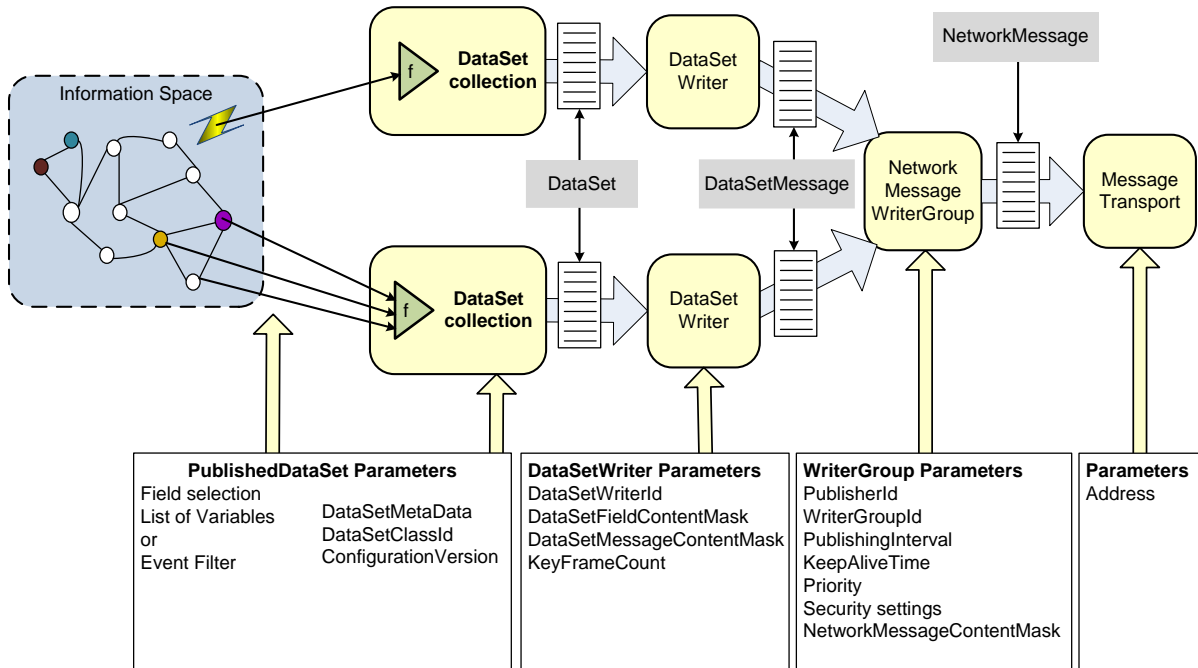 NetworkMessage
DataSet
collection
f
DataSet
Writer
Information Space
DataSet
DataSetMessage
Network
Message
WriterGroup
Message
Transport
DataSet
collection
f
DataSet
Writer
PublishedDataSet Parameters
Field selection
List of Variables
or
Event Filter
DataSetMetaData
DataSetClassId
ConfigurationVersion
DataSetWriter Parameters
DataSetWriterId
DataSetFieldContentMask
DataSetMessageContentMask
KeyFrameCount
WriterGroup Parameters
PublisherId
WriterGroupId
PublishingInterval
KeepAliveTime
Priority
Security settings
NetworkMessageContentMask
Parameters
Address